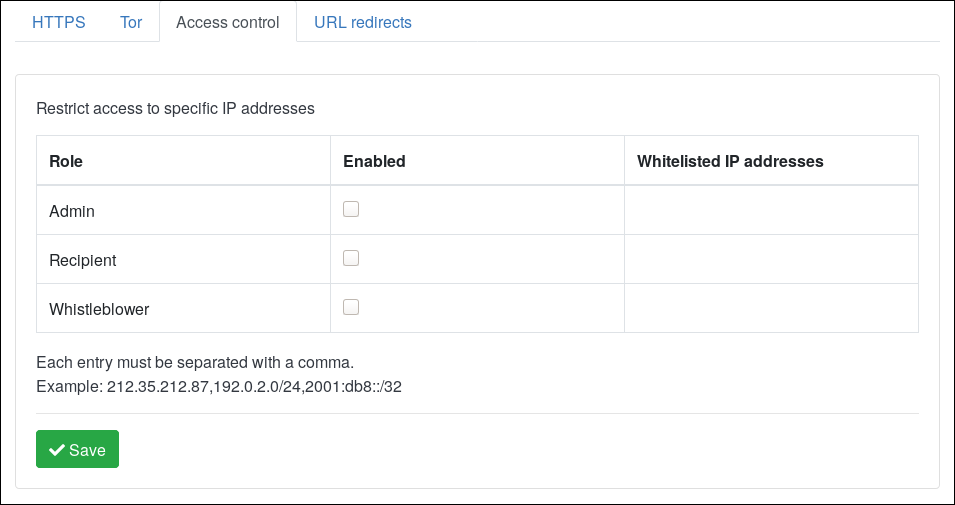 HTTPS Tor Access control URL redirects
Restrict access to specific IP addresses
Role Enabled Whitelisted IP addresses
Admin
Recipient
Whistleblower
Each entry must be separated with a comma.
Example: 212.35.212.87,192.0.2.0/24,2001:db8::/32
Save